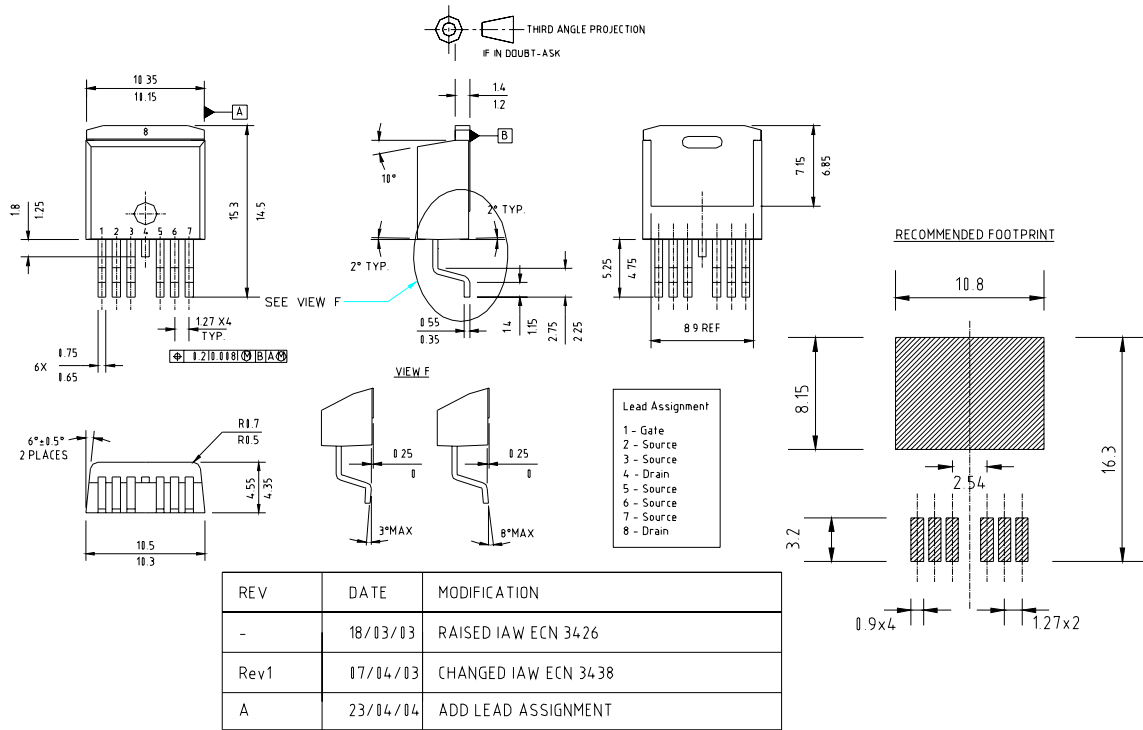 THIRD ANGLE PROJECTION
IF IN DOUBT-ASK
10.35
10.15
A
8
1.8
1.25
15.3
14.5
1 2 3 4 5 6 7
1.27 X4
TYP.
0.75
6X
0.65
0.2 0.008 M B A M
SEE VIEW F
1.4
1.2
B
10°
2° TYP.
2° TYP.
0.55
0.35
1.4
1.15
2.75
2.25
7.15
6.85
5.25
4.75
8.9 REF
RECOMMENDED FOOTPRINT
10.8
8.15
16.3
2.54
3.2
0.9x4
1.27x2
VIEW F
6°±0.5°
2 PLACES
R0.7
R0.5
4.55
4.35
10.5
10.3
0.25
0
3°MAX
0.25
0
8°MAX
Lead Assignment
1 - Gate
2 - Source
3 - Source
4 - Drain
5 - Source
6 - Source
7 - Source
8 - Drain
REV DATE MODIFICATION
- 18/03/03 RAISED IAW ECN 3426
Rev1 07/04/03 CHANGED IAW ECN 3438
A 23/04/04 ADD LEAD ASSIGNMENT